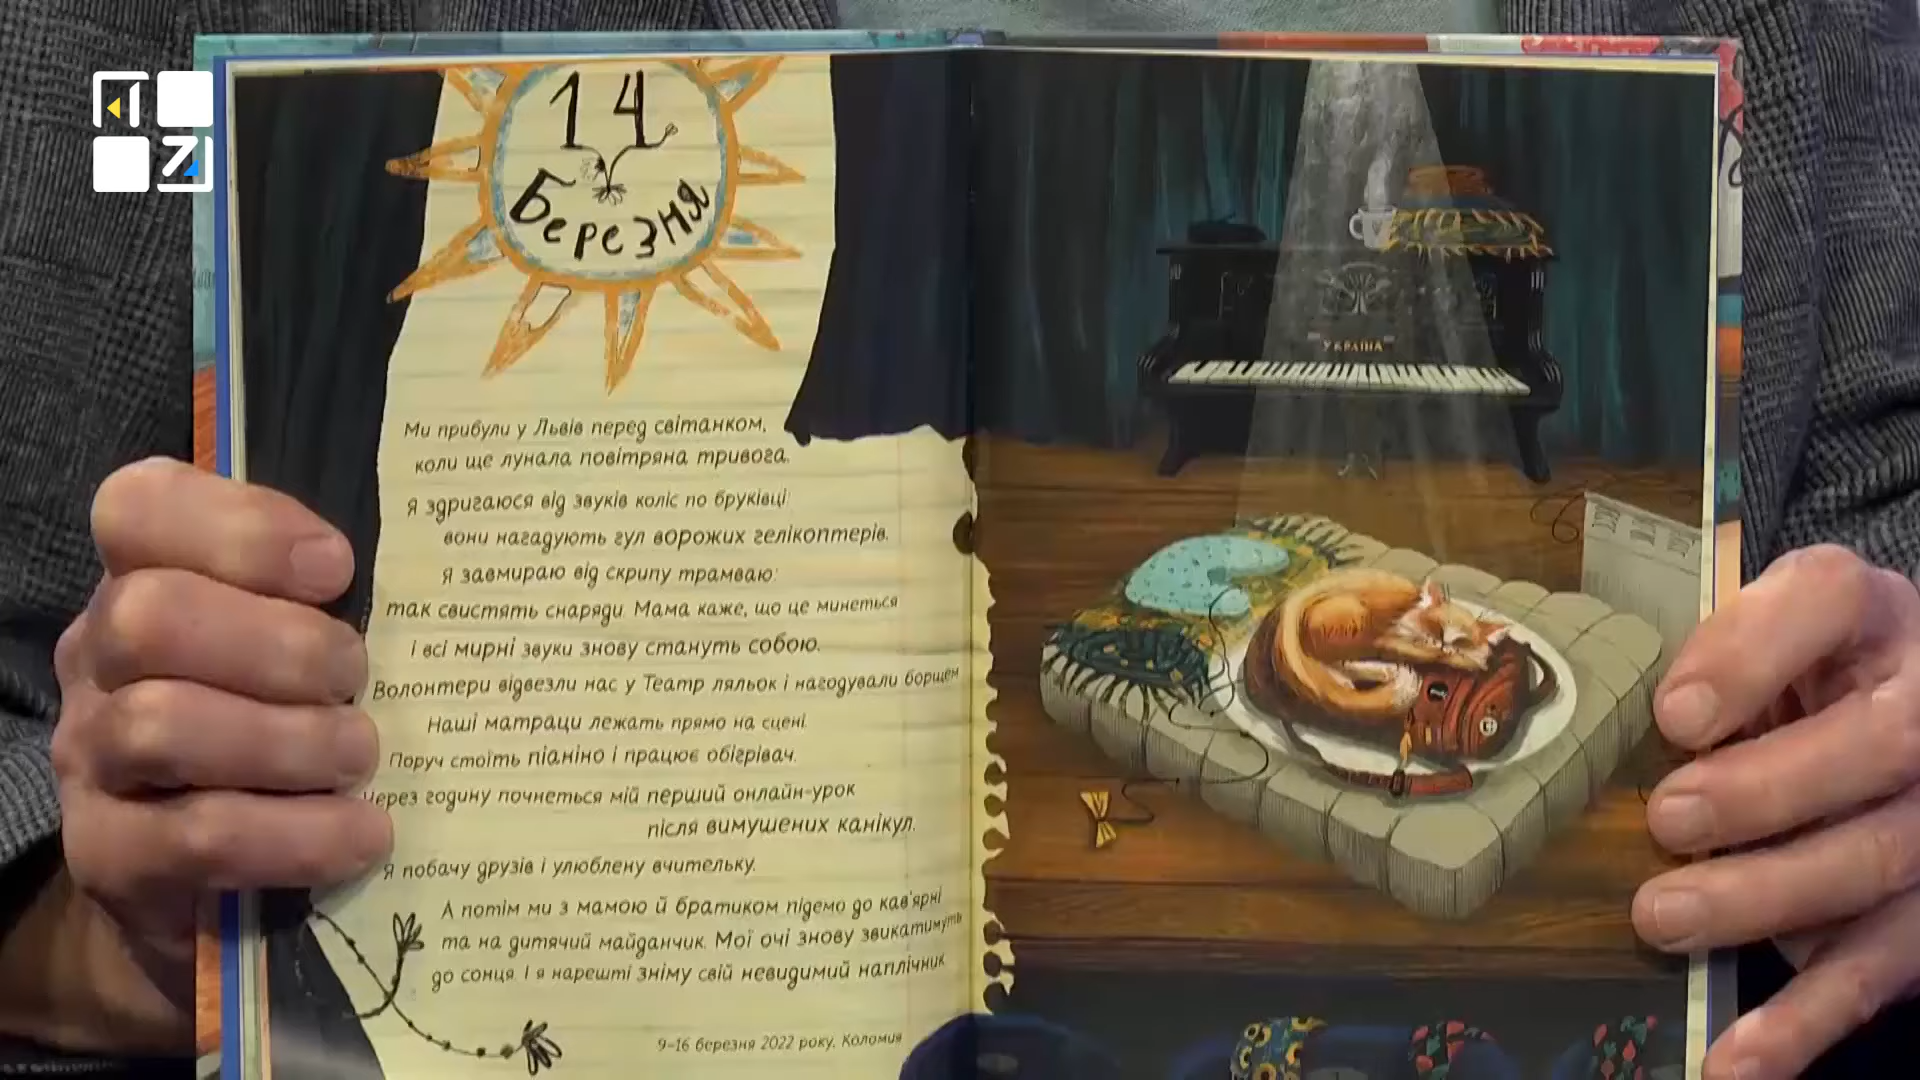 14
Березня
Ми прибули у Львів перед світанком,
коли ще лунала повітряна тривога.
Я здригаюся від звуків коліс по бруківці:
вони нагадують гул ворожих гелікоптерів.
Я завмираю від скрипу трамваю:
так свистять снаряди. Мама каже, що це минеться
і всі мирні звуки знову стануть собою.
Волонтери відвезли нас у Театр ляльок і нагодували борщем
Наші матраци лежать прямо на сцені.
Поруч стоїть піаніно і працює обігрівач.
Через годину почнеться мій перший онлайн-урок
після вимушених канікул.
Я побачу друзів і улюблену вчительку.
А потім ми з мамою й братиком підемо до кав'ярні
та на дитячий майданчик. Мої очі знову звикатимуть
до сонця. І я нарешті зніму свій невидимий наплічник
9–16 березня 2022 року. Коломия
УКРАЇНА